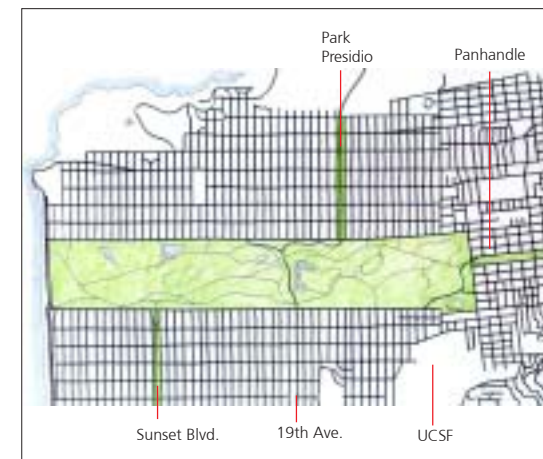 Park
Presidio
Panhandle
Sunset Blvd.
19th Ave.
UCSF